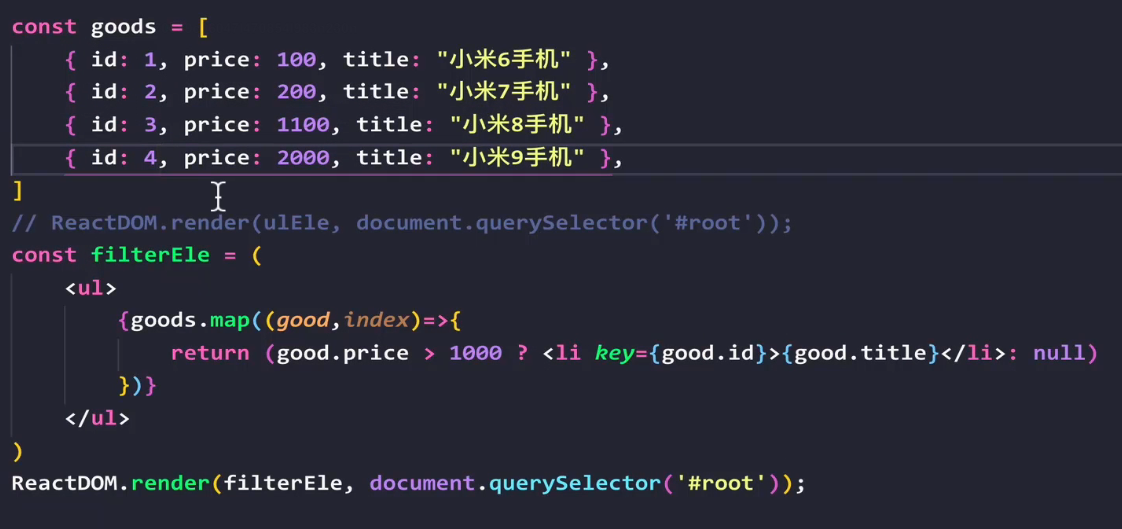 const goods = [
{ id: 1, price: 100, title: "小米6手机" },
{ id: 2, price: 200, title: "小米7手机" },
{ id: 3, price: 1100, title: "小米8手机" },
{ id: 4, price: 2000, title: "小米9手机" },
]
// ReactDOM.render(ulEle, document.querySelector('#root'));
const filterEle = (
<ul>
{goods.map((good,index)=>{
return (good.price > 1000 ? <li key={good.id}>{good.title}</li>: null)
})}
</ul>
)
ReactDOM.render(filterEle, document.querySelector('#root'));